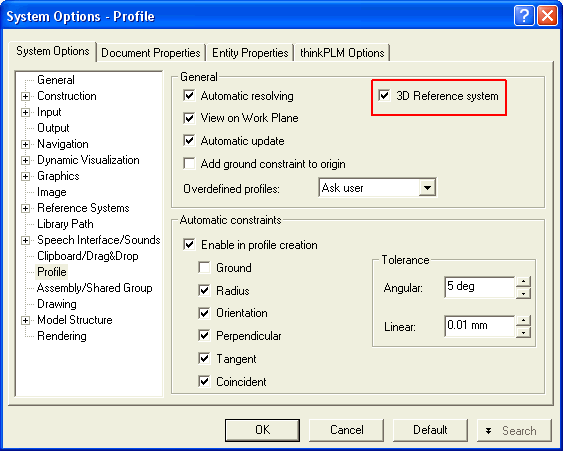 System Options - Profile
System Options Document Properties Entity Properties thinkPLM Options
General
Construction
Input
Output
Navigation
Dynamic Visualization
Graphics
Image
Reference Systems
Library Path
Speech Interface/Sounds
Clipboard/Drag&Drop
Profile
Assembly/Shared Group
Drawing
Model Structure
Rendering
General
Automatic resolving
3D Reference system
View on Work Plane
Automatic update
Add ground constraint to origin
Overdefined profiles: Ask user
Automatic constraints
Enable in profile creation
Ground
Radius
Orientation
Perpendicular
Tangent
Coincident
Tolerance
Angular: 5 deg
Linear: 0.01 mm
OK Cancel Default Search